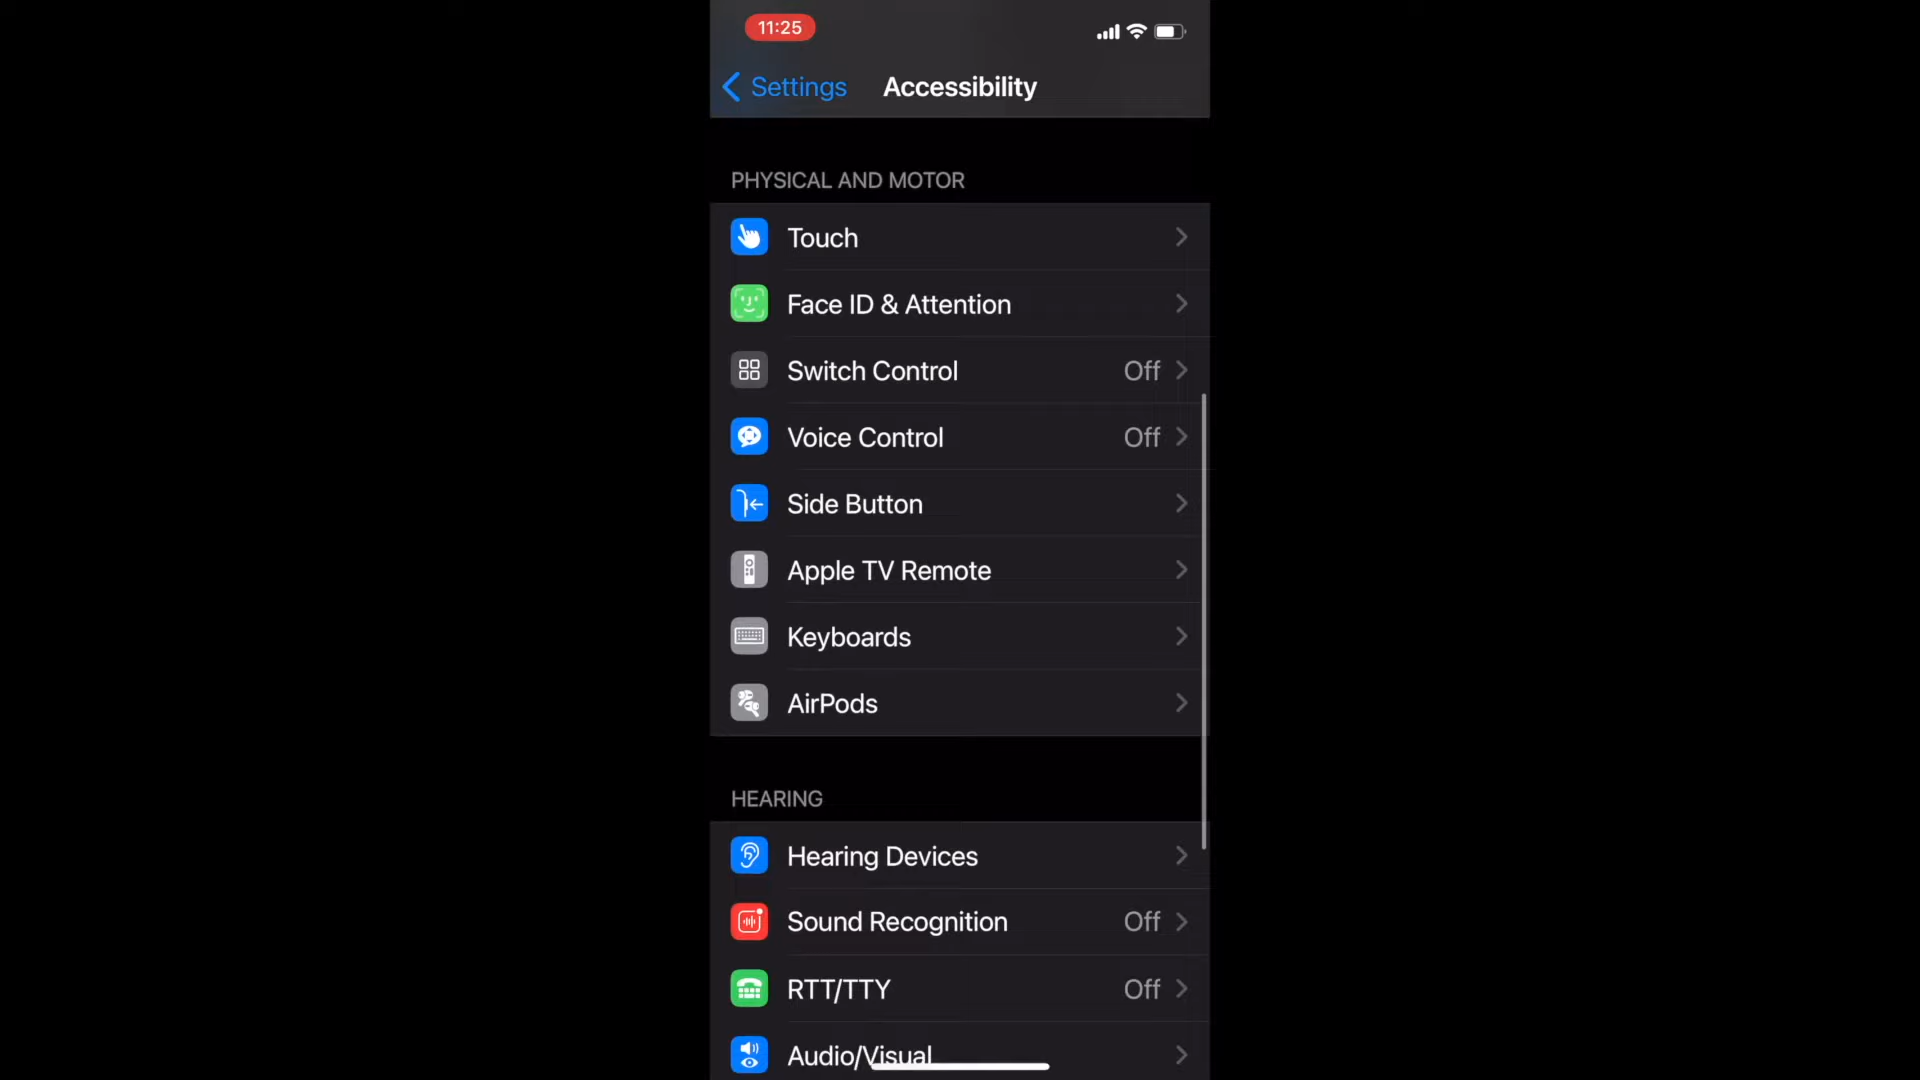 11:25
Settings Accessibility
PHYSICAL AND MOTOR
Touch
Face ID & Attention
Switch Control Off
Voice Control Off
Side Button
Apple TV Remote
Keyboards
AirPods
HEARING
Hearing Devices
Sound Recognition Off
RTT/TTY Off
Audio/Visual